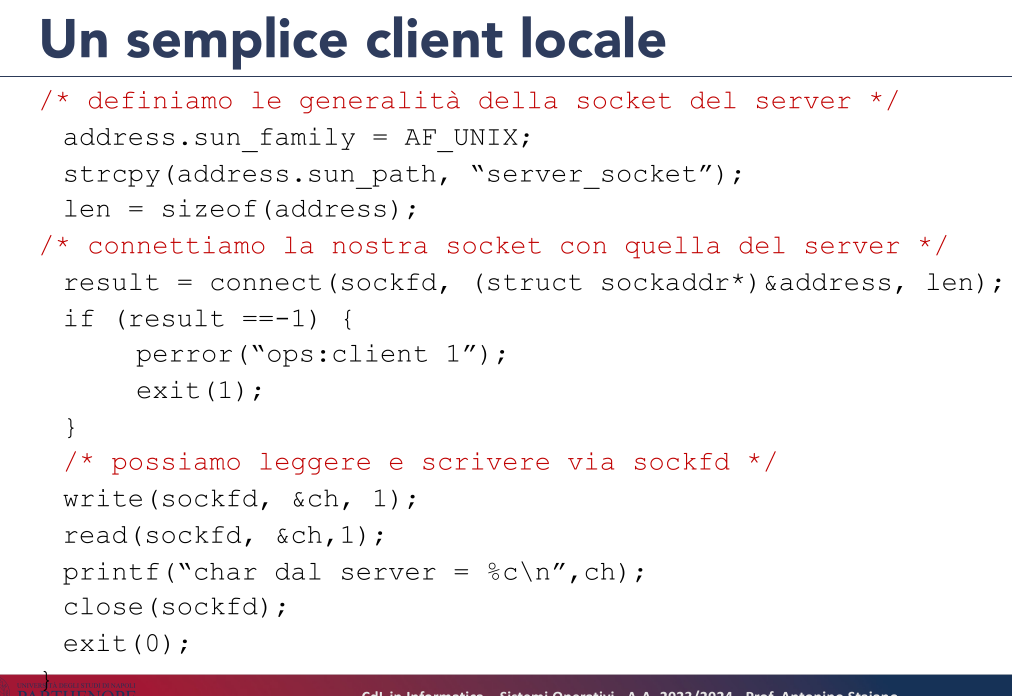 Un semplice client locale
/* definiamo le generalità della socket del server */
address.sun_family = AF_UNIX;
strcpy(address.sun_path, “server_socket”);
len = sizeof(address);
/* connettiamo la nostra socket con quella del server */
result = connect(sockfd, (struct sockaddr*)&address, len);
if (result ==-1) {
perror(“ops:client 1”);
exit(1);
}
/* possiamo leggere e scrivere via sockfd */
write(sockfd, &ch, 1);
read(sockfd, &ch,1);
printf(“char dal server = %c\n”,ch);
close(sockfd);
exit(0);
}
PARTHENOPE
CdL in Informatica - Sistemi Operativi - A.A. 2023/2024 - Prof. Antonino Staiano